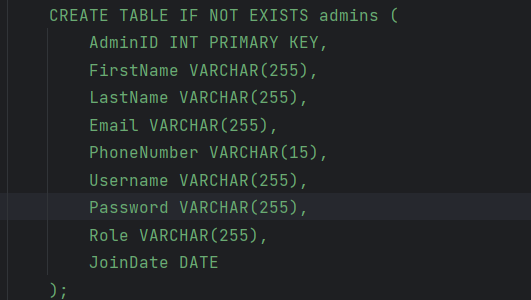 CREATE TABLE IF NOT EXISTS admins (
AdminID INT PRIMARY KEY,
FirstName VARCHAR(255),
LastName VARCHAR(255),
Email VARCHAR(255),
PhoneNumber VARCHAR(15),
Username VARCHAR(255),
Password VARCHAR(255),
Role VARCHAR(255),
JoinDate DATE
);